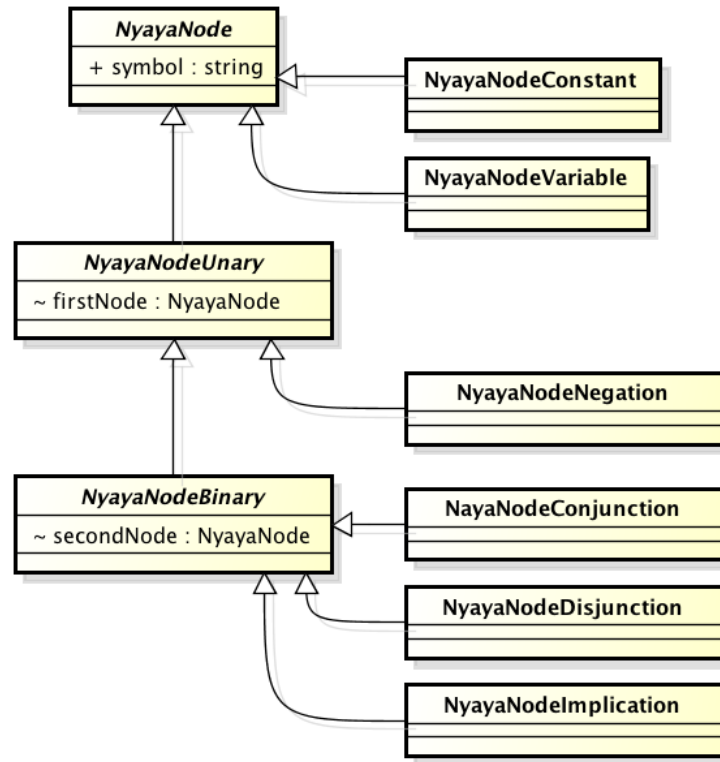 NyayaNode
+ symbol : string
NyayaNodeConstant
NyayaNodeVariable
NyayaNodeUnary
~ firstNode : NyayaNode
NyayaNodeNegation
NyayaNodeBinary
~ secondNode : NyayaNode
NayaNodeConjunction
NyayaNodeDisjunction
NyayaNodeImplication